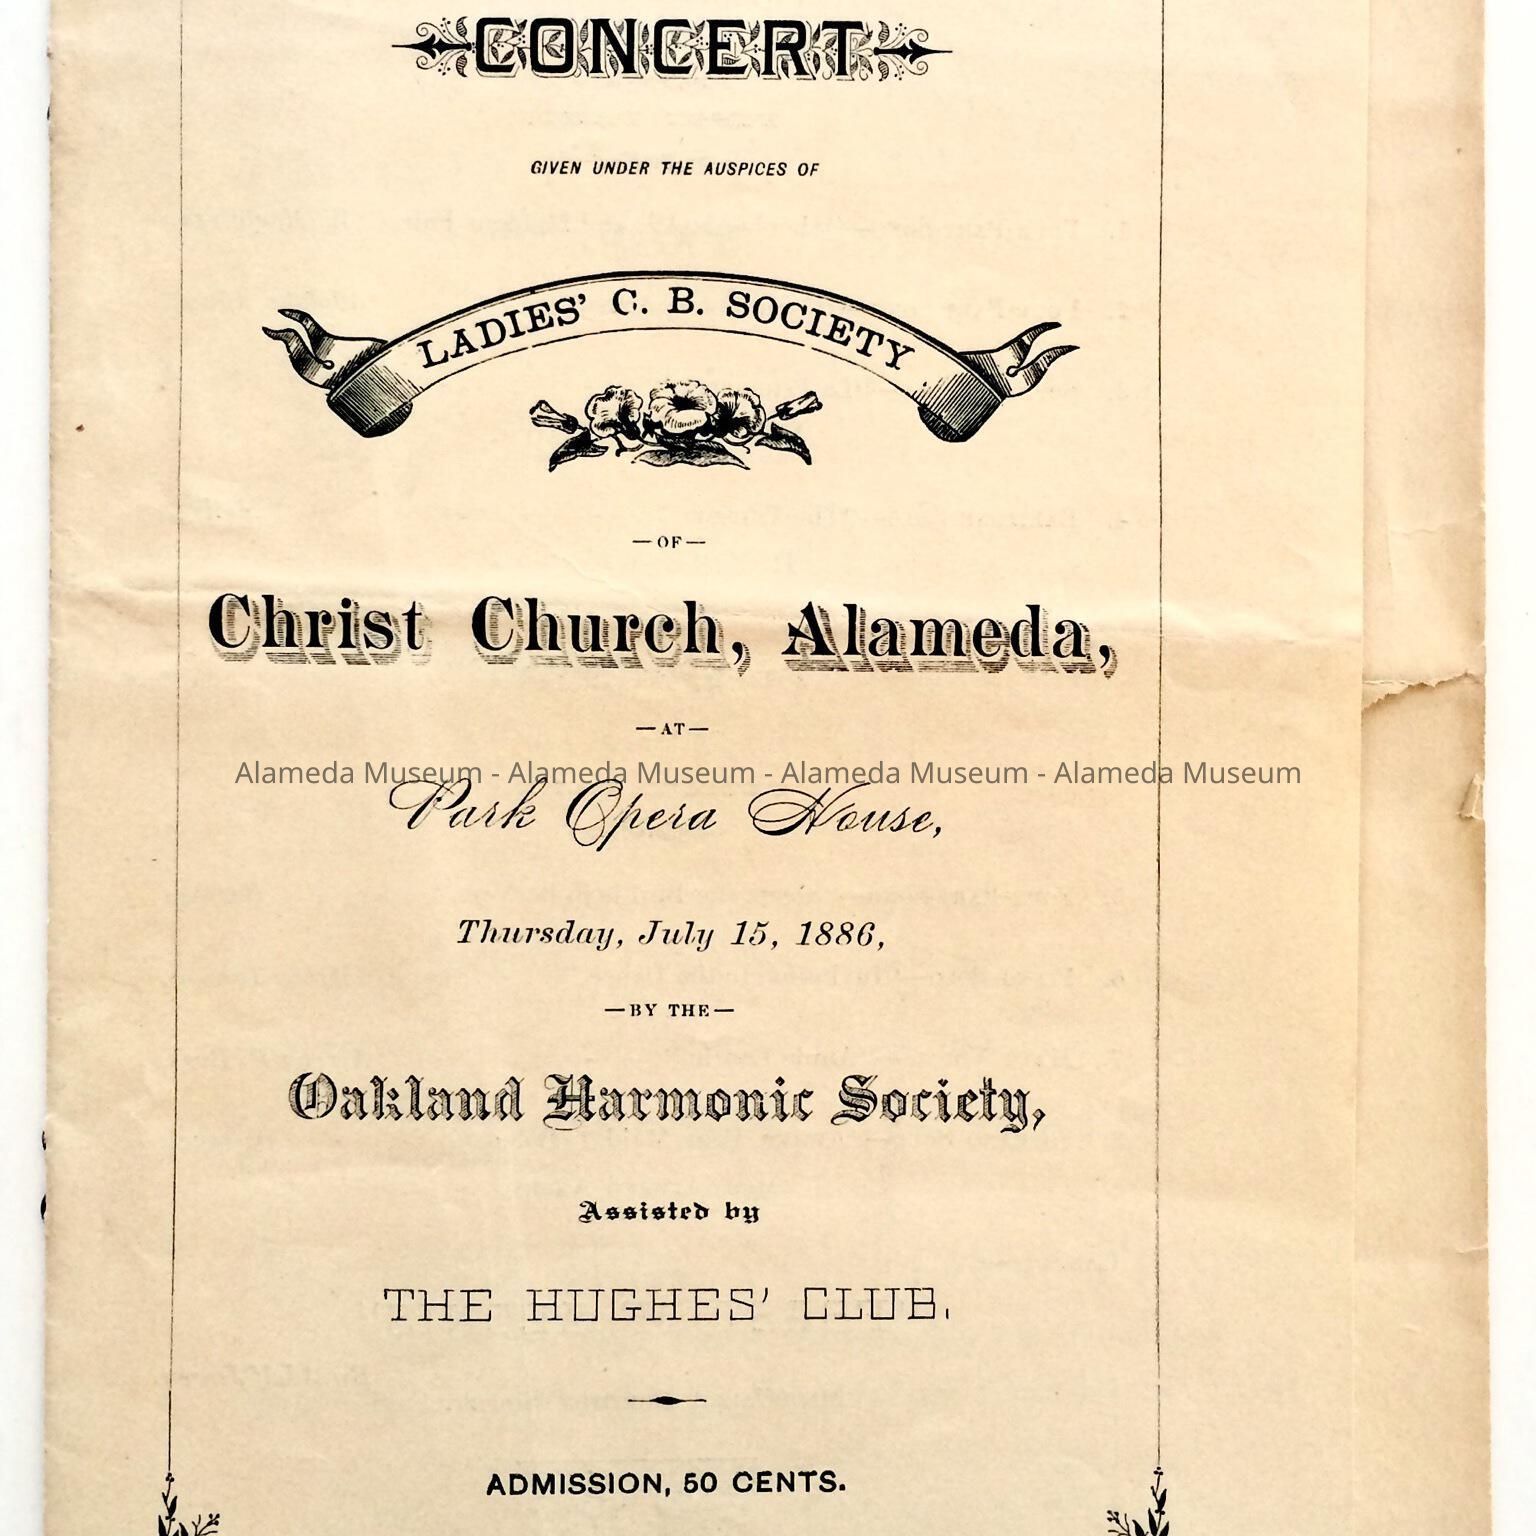 CONCERT
GIVEN UNDER THE AUSPICES OF
LADIES' C. B. SOCIETY
—OF—
Christ Church, Alameda,
—AT—
Alameda Museum - Alameda Museum - Alameda Museum - Alameda Museum
Park Opera House,
Thursday, July 15, 1886,
—BY THE—
Oakland Harmonic Society,
Assisted by
THE HUGHES' CLUB.
ADMISSION, 50 CENTS.